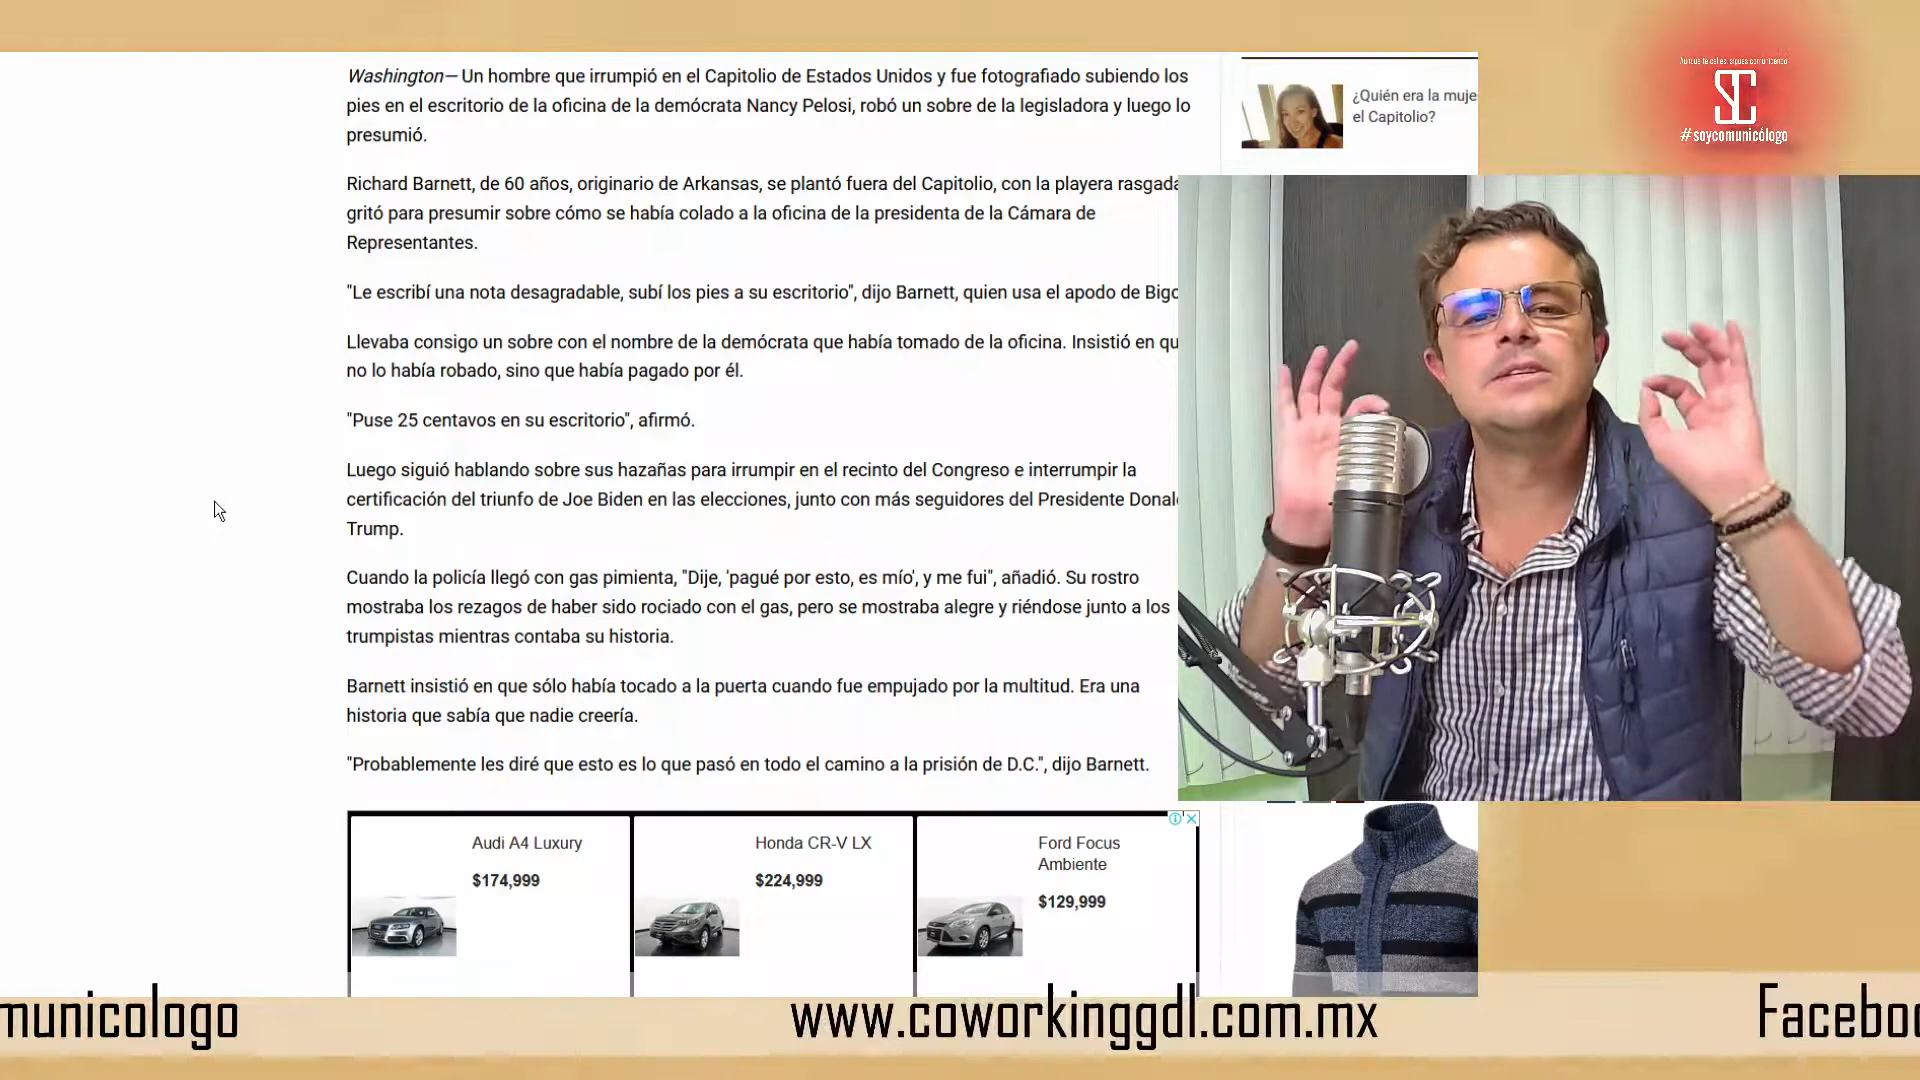 Washington— Un hombre que irrumpió en el Capitolio de Estados Unidos y fue fotografiado subiendo los
pies en el escritorio de la oficina de la demócrata Nancy Pelosi, robó un sobre de la legisladora y luego lo
presumió.
Richard Barnett, de 60 años, originario de Arkansas, se plantó fuera del Capitolio, con la playera rasgada
gritó para presumir sobre cómo se había colado a la oficina de la presidenta de la Cámara de
Representantes.
"Le escribí una nota desagradable, subí los pies a su escritorio", dijo Barnett, quien usa el apodo de Bigo
Llevaba consigo un sobre con el nombre de la demócrata que había tomado de la oficina. Insistió en qu
no lo había robado, sino que había pagado por él.
"Puse 25 centavos en su escritorio", afirmó.
Luego siguió hablando sobre sus hazañas para irrumpir en el recinto del Congreso e interrumpir la
certificación del triunfo de Joe Biden en las elecciones, junto con más seguidores del Presidente Donald
Trump.
Cuando la policía llegó con gas pimienta, "Dije, 'pagué por esto, es mío', y me fui", añadió. Su rostro
mostraba los rezagos de haber sido rociado con el gas, pero se mostraba alegre y riéndose junto a los
trumpistas mientras contaba su historia.
Barnett insistió en que sólo había tocado a la puerta cuando fue empujado por la multitud. Era una
historia que sabía que nadie creería.
"Probablemente les diré que esto es lo que pasó en todo el camino a la prisión de D.C.", dijo Barnett.
¿Quién era la muje
el Capitolio?
Aunque te calles, sigues comunicando
SC
#soycomunicólogo
Audi A4 Luxury
$174,999
Honda CR-V LX
$224,999
Ford Focus
Ambiente
$129,999
municologo
www.coworkinggdl.com.mx
Facebo